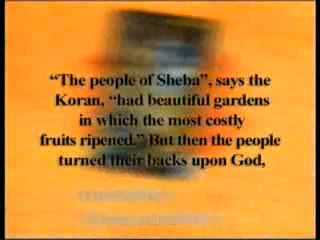 “The people of Sheba”, says the
Koran, “had beautiful gardens
in which the most costly
fruits ripened.” But then the people
turned their backs upon God,